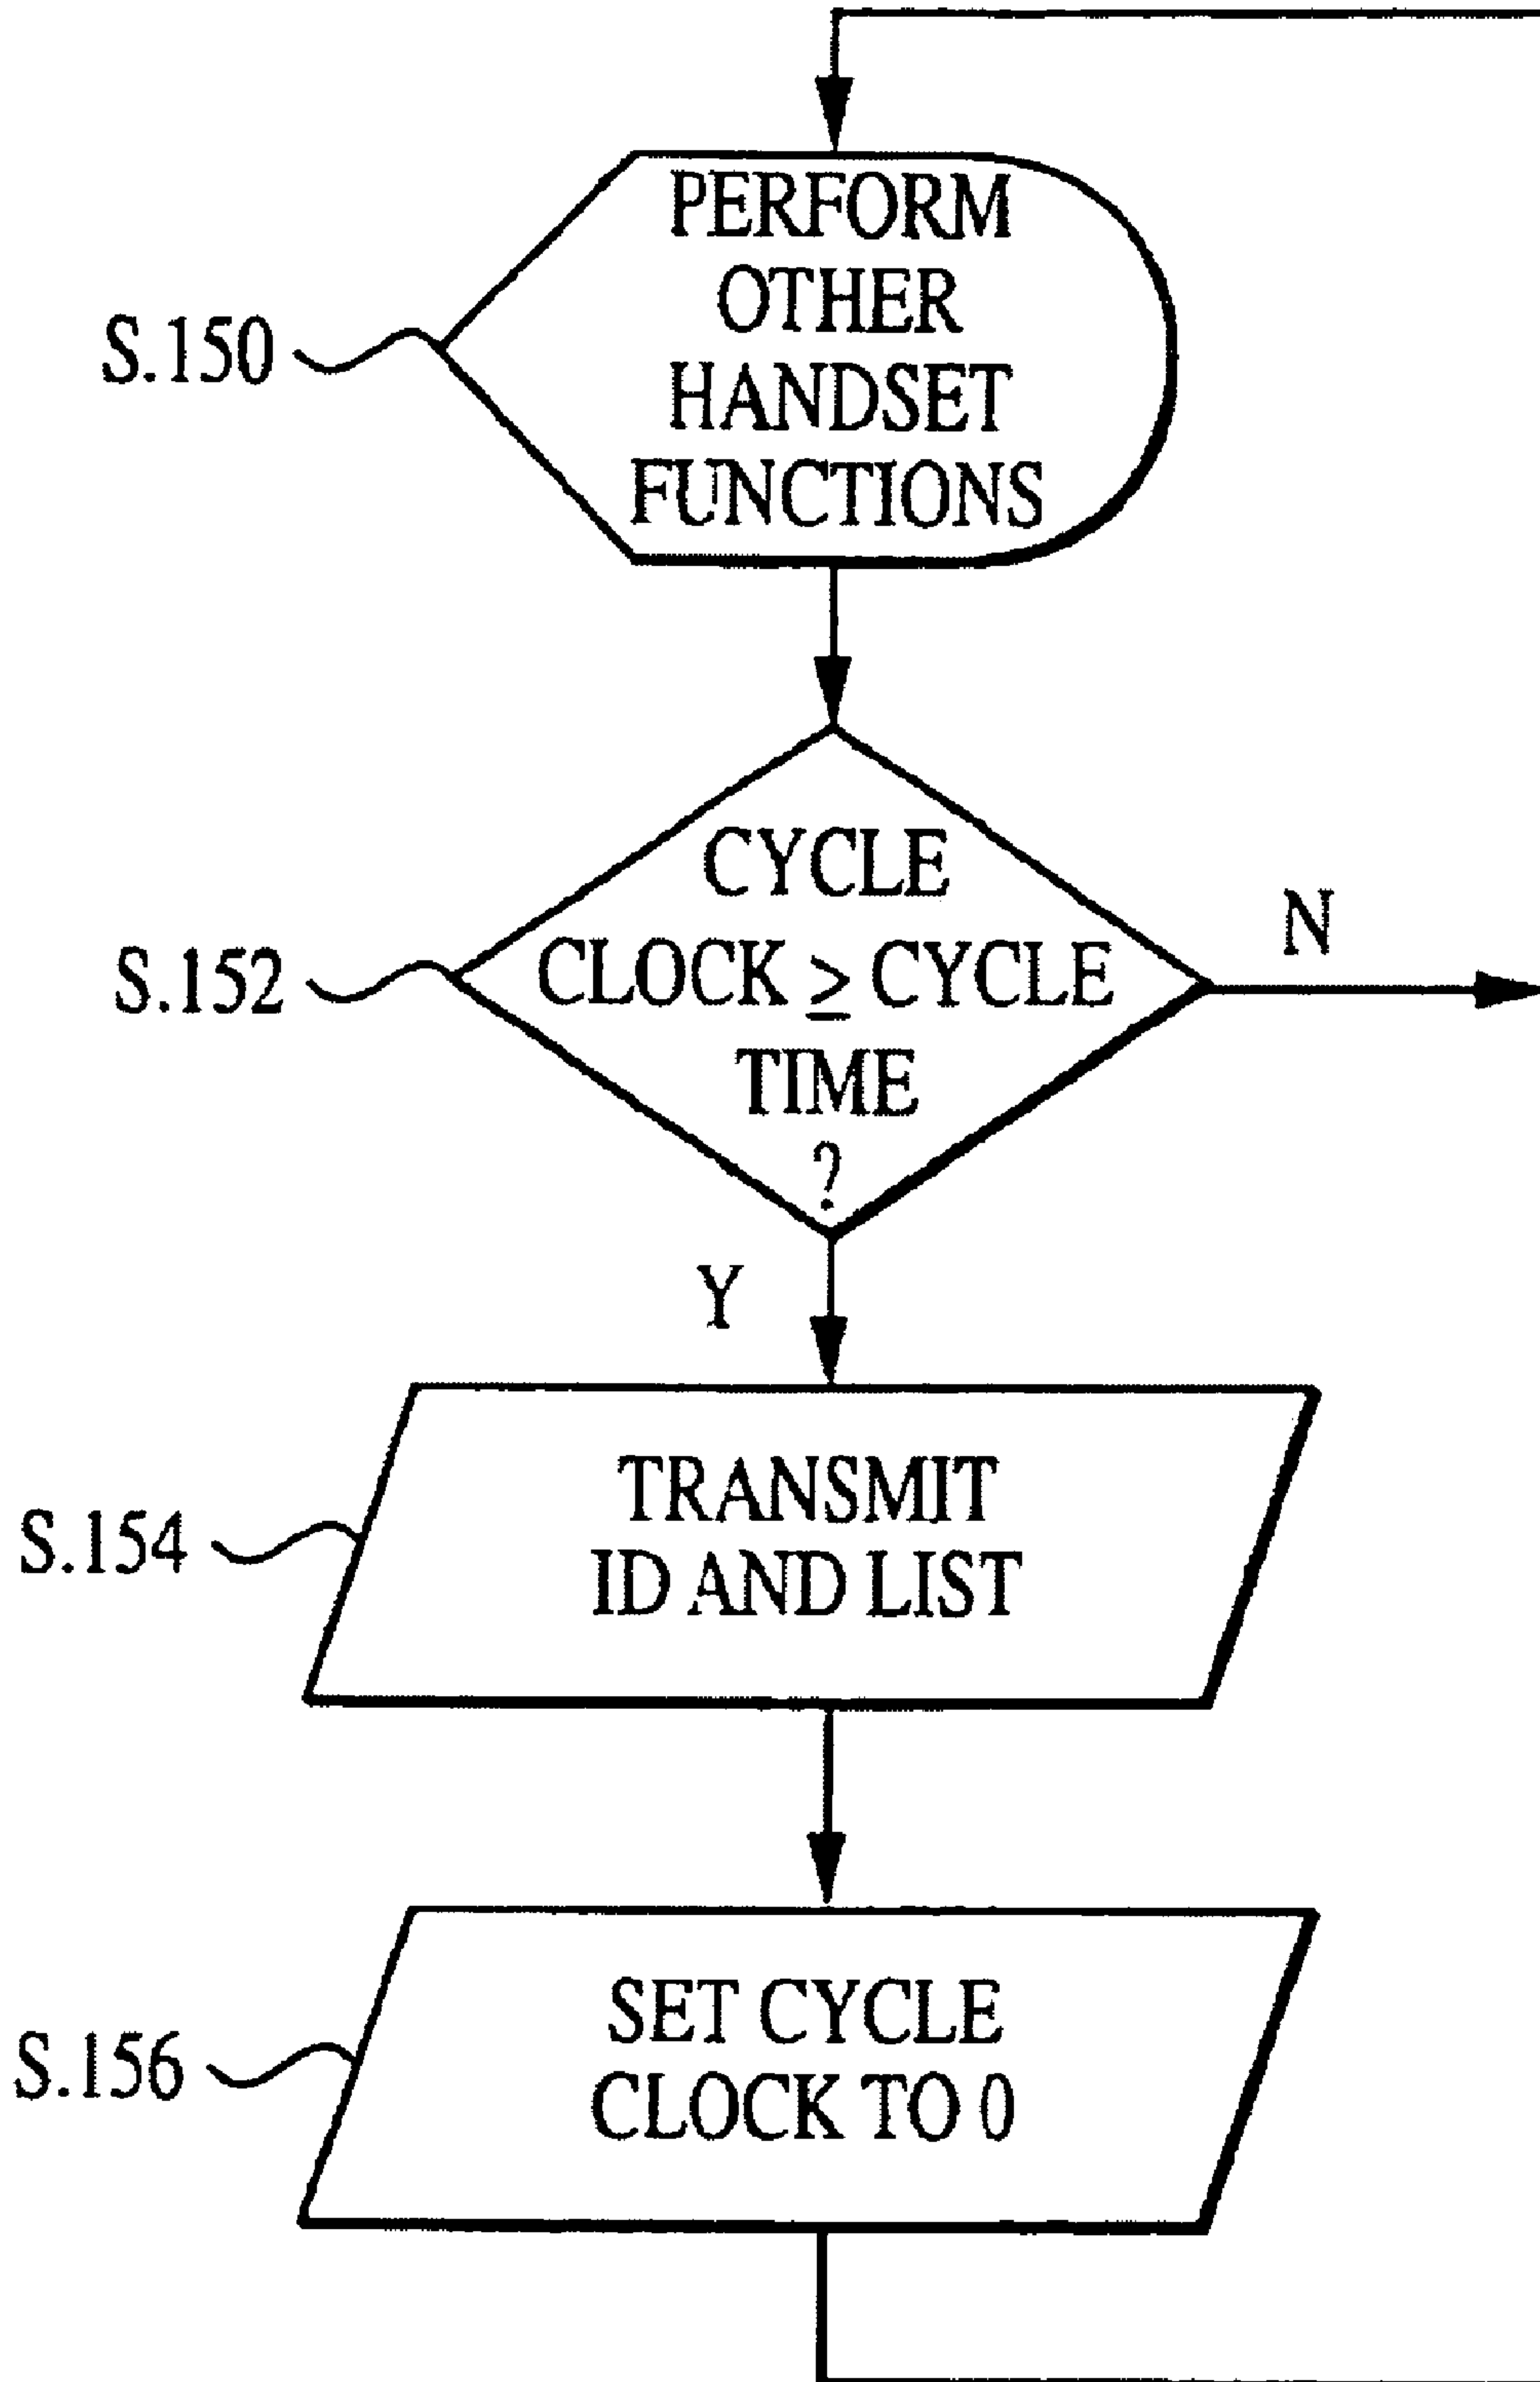 PERFORM
OTHER
HANDSET
FUNCTIONS
S.150
CYCLE
CLOCK ≥ CYCLE
TIME
?
S.152
N
Y
TRANSMIT
ID AND LIST
S.154
SET CYCLE
CLOCK TO 0
S.156